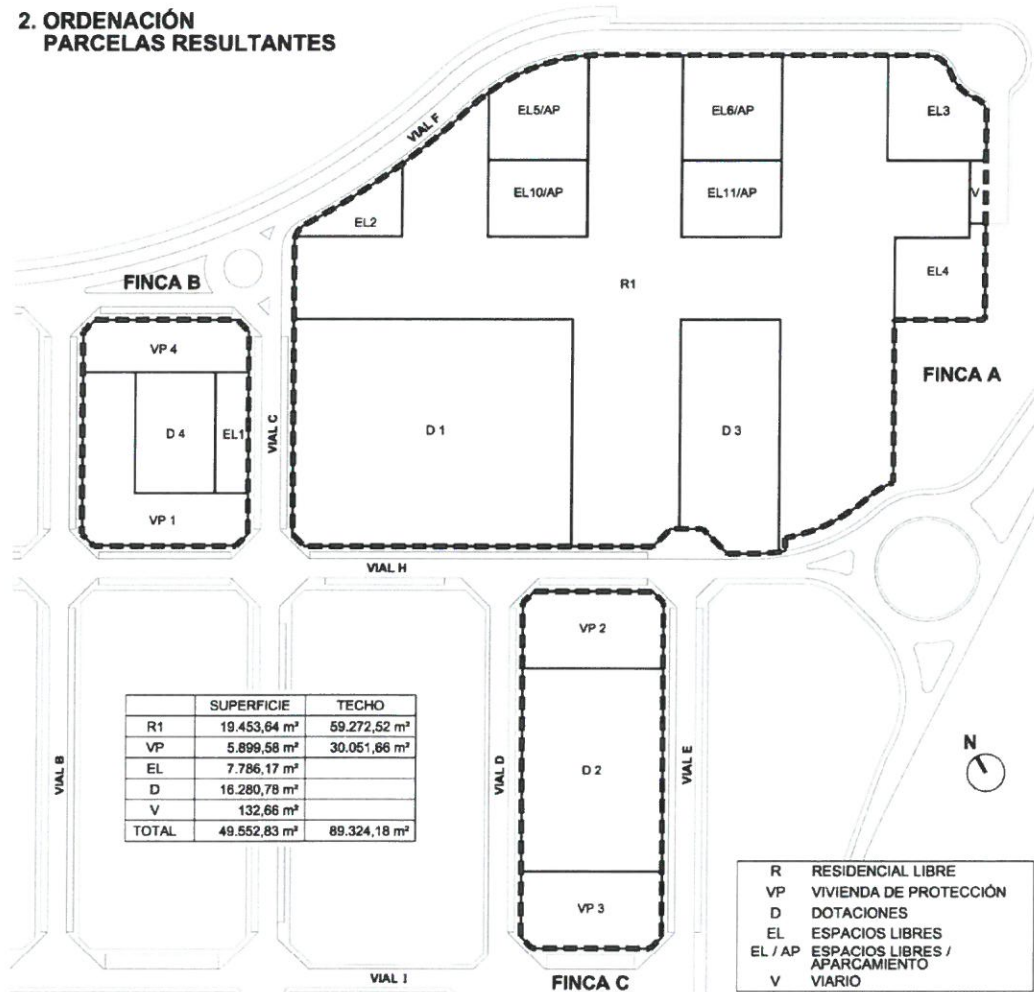 2. ORDENACIÓN
PARCELAS RESULTANTES
VIAL F
EL5/AP
EL6/AP
EL3
EL10/AP
EL11/AP
V
EL2
EL4
R1
FINCA B
FINCA A
VP 4
D 4
EL1
VP 1
VIAL C
D 1
D 3
VIAL H
VP 2
D 2
VP 3
VIAL B
VIAL D
VIAL E
N
SUPERFICIE TECHO
R1 19.453,64 m² 59.272,52 m²
VP 5.899,58 m² 30.051,66 m²
EL 7.786,17 m²
D 16.280,78 m²
V 132,66 m²
TOTAL 49.552,83 m² 89.324,18 m²
R RESIDENCIAL LIBRE
VP VIVIENDA DE PROTECCIÓN
D DOTACIONES
EL ESPACIOS LIBRES
EL / AP ESPACIOS LIBRES /
APARCAMIENTO
V VIARIO
VIAL I
FINCA C